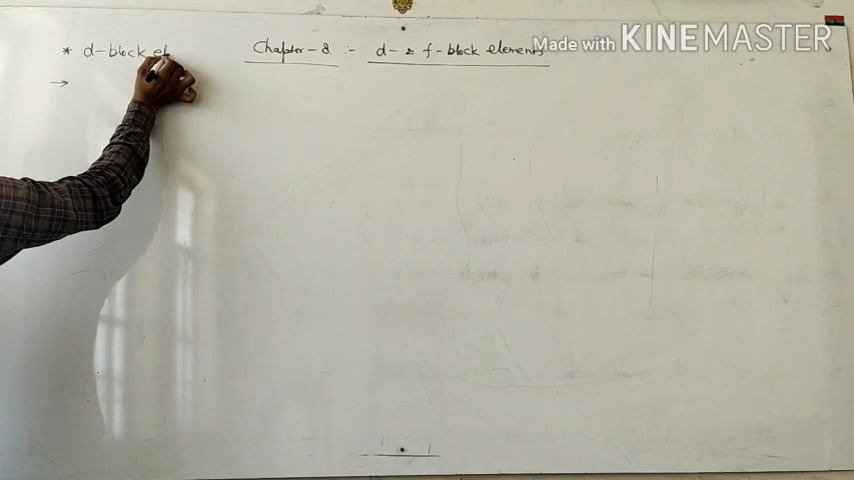 Chapter-8 :- d- & f-block elements
* d-block el
→
Made with KINEMASTER